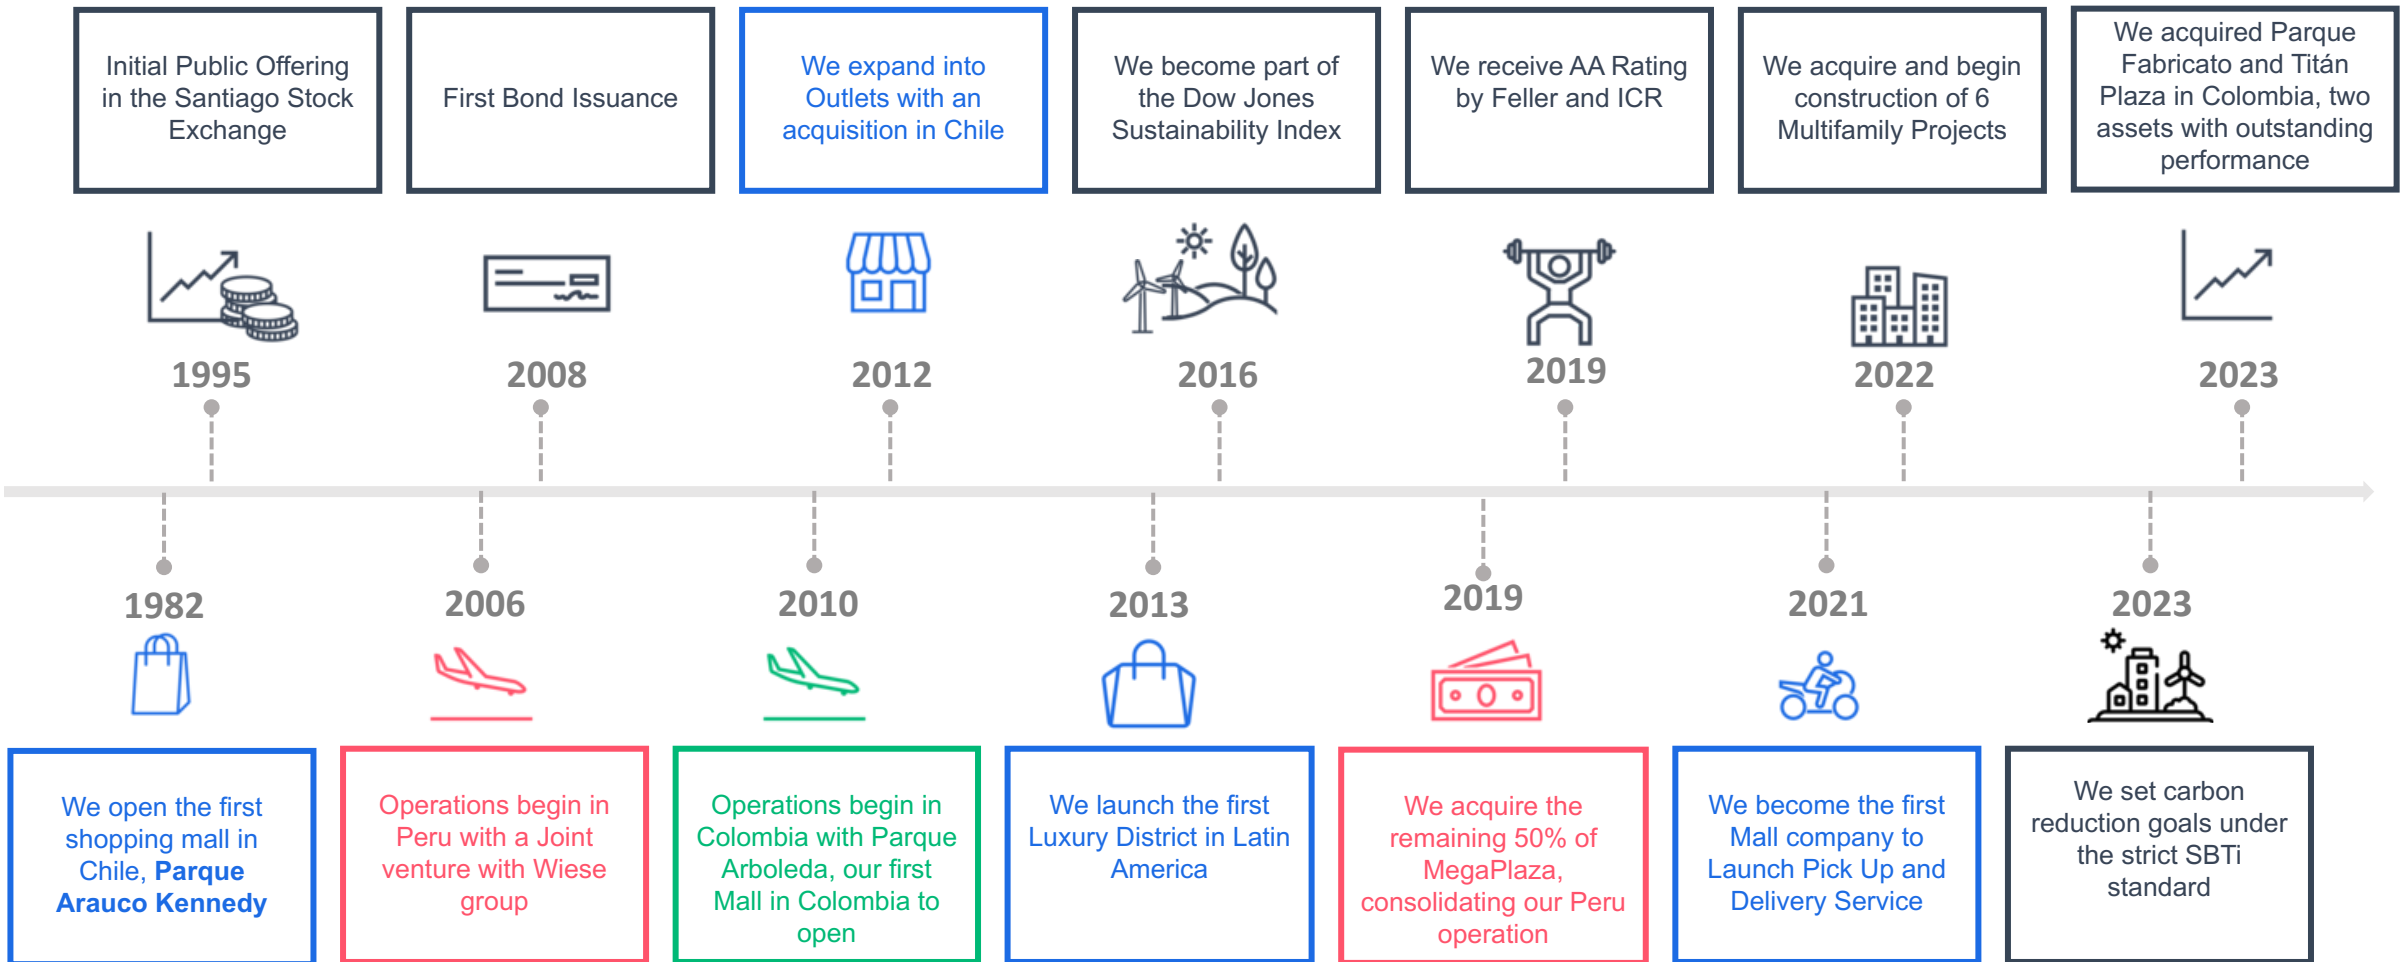 Initial Public Offering
in the Santiago Stock
Exchange
First Bond Issuance
We expand into
Outlets with an
acquisition in Chile
We become part of
the Dow Jones
Sustainability Index
We receive AA Rating
by Feller and ICR
We acquire and begin
construction of 6
Multifamily Projects
We acquired Parque
Fabricato and Titán
Plaza in Colombia, two
assets with outstanding
performance
1995
2008
2012
2016
2019
2022
2023
1982
2006
2010
2013
2019
2021
2023
We open the first
shopping mall in
Chile, Parque
Arauco Kennedy
Operations begin in
Peru with a Joint
venture with Wiese
group
Operations begin in
Colombia with Parque
Arboleda, our first
Mall in Colombia to
open
We launch the first
Luxury District in Latin
America
We acquire the
remaining 50% of
MegaPlaza,
consolidating our Peru
operation
We become the first
Mall company to
Launch Pick Up and
Delivery Service
We set carbon
reduction goals under
the strict SBTi
standard